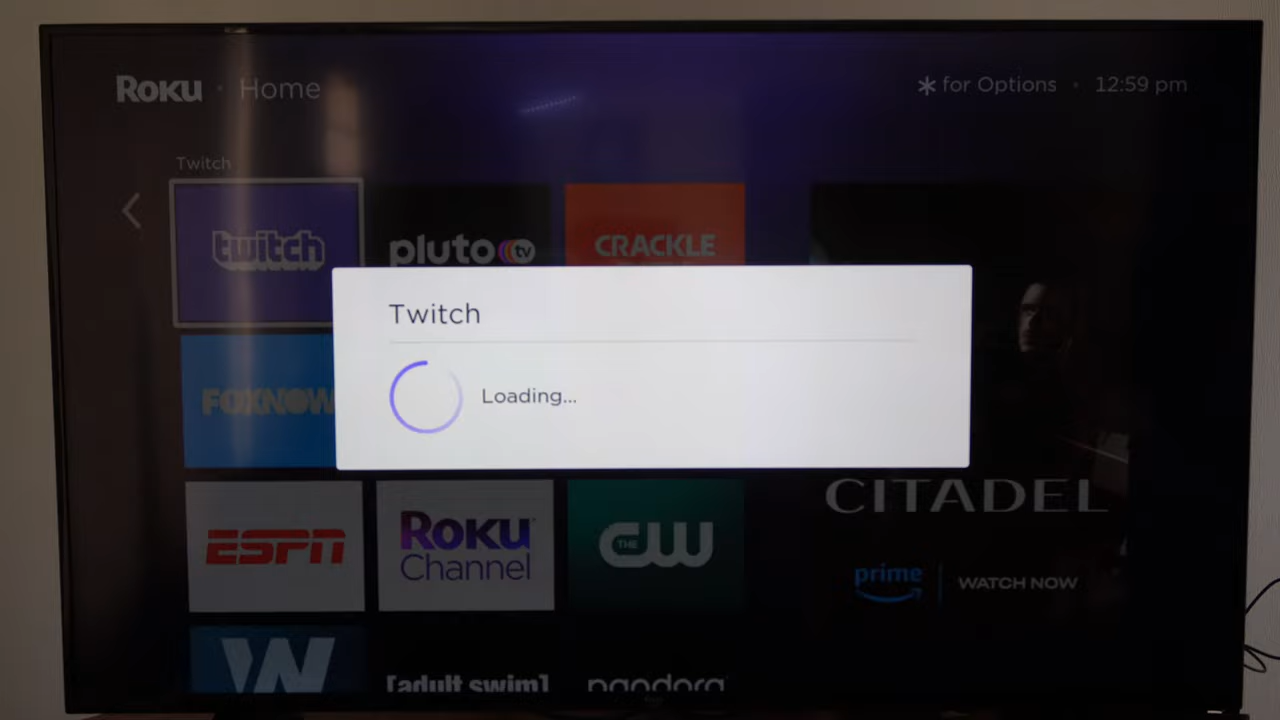 Roku · Home
* for Options · 12:59 pm
Twitch
twitch
pluto tv
CRACKLE
Twitch
Loading...
FOXNOW
ESPN
Roku
Channel
THE CW
CITADEL
prime | WATCH NOW
W
[adult swim]
pandora